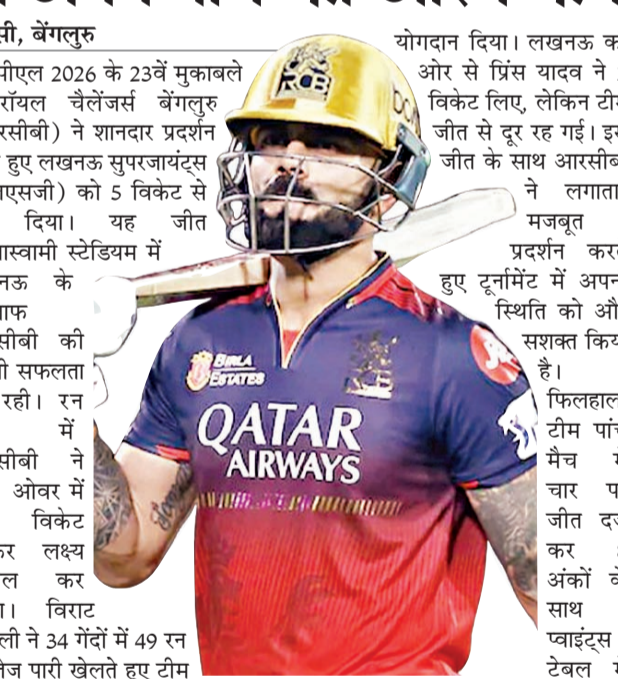 सी, बेंगलुरु
पीएल 2026 के 23वें मुकाबले
रॉयल चैलेंजर्स बेंगलुरु
रसीबी) ने शानदार प्रदर्शन
हुए लखनऊ सुपरजायंट्स
एसजी) को 5 विकेट से
दिया। यह जीत
स्वामी स्टेडियम में
नऊ के
सीबी की
सफलता
रही। रन
में
सीबी ने
ओवर में
विकेट
लक्ष्य
कर
विराट
ली ने 34 गेंदों में 49 रन
तेज पारी खेलते हुए टीम
योगदान दिया। लखनऊ क
ओर से प्रिंस यादव ने
विकेट लिए, लेकिन टी
जीत से दूर रह गई। इ
जीत के साथ आरसीब
ने लगाता
मजबूत
प्रदर्शन कर
हुए टूर्नामेंट में अप
स्थिति को औ
सशक्त किय
है।
फिलहाल
टीम पां
मैच
चार प
जीत द
कर
अंकों के
साथ
प्वाइंट्स
टेबल
RCB
BIRLA
ESTATES
QATAR
AIRWAYS
RCB